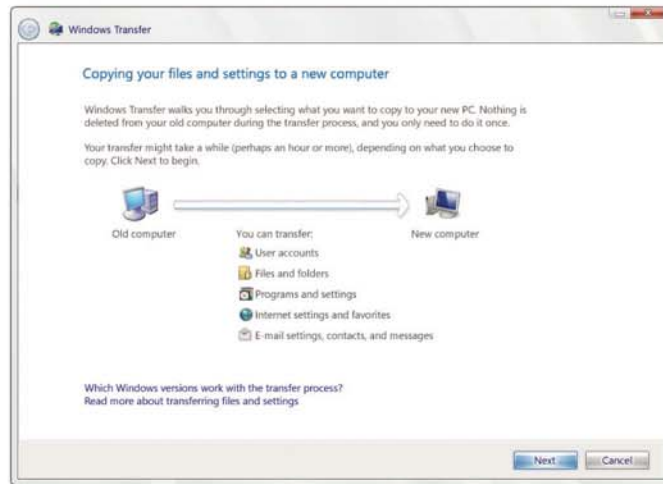 Windows Transfer
Copying your files and settings to a new computer
Windows Transfer walks you through selecting what you want to copy to your new PC. Nothing is
deleted from your old computer during the transfer process, and you only need to do it once.
Your transfer might take a while (perhaps an hour or more), depending on what you choose to
copy. Click Next to begin.
Old computer
You can transfer:
New computer
User accounts
Files and folders
Programs and settings
Internet settings and favorites
E-mail settings, contacts, and messages
Which Windows versions work with the transfer process?
Read more about transferring files and settings
Next
Cancel